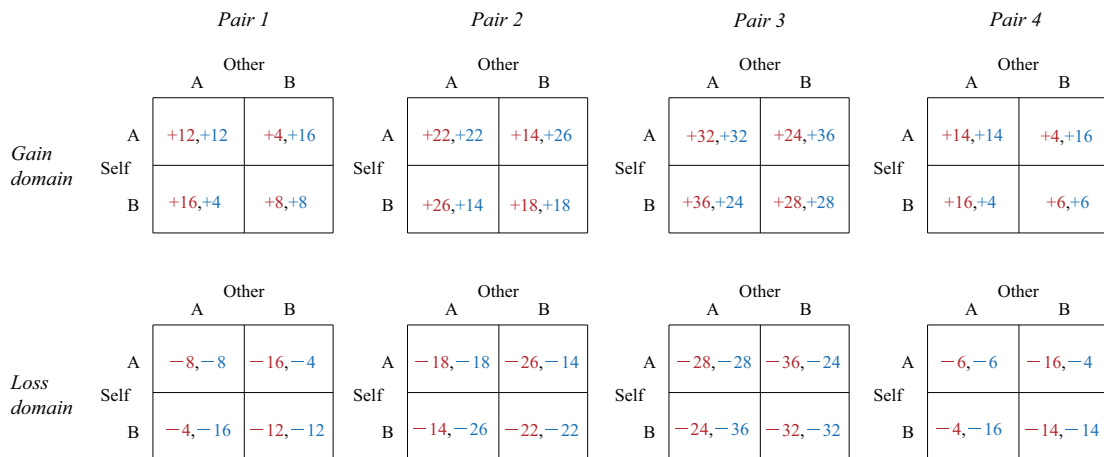 Pair 1 Pair 2 Pair 3 Pair 4
Other Other Other Other
A B A B A B A B
A +12,+12 +4,+16 A +22,+22 +14,+26 A +32,+32 +24,+36 A +14,+14 +4,+16
Gain
domain
Self Self Self Self
B +16,+4 +8,+8 B +26,+14 +18,+18 B +36,+24 +28,+28 B +16,+4 +6,+6
Other Other Other Other
A B A B A B A B
A −8,−8 −16,−4 A −18,−18 −26,−14 A −28,−28 −36,−24 A −6,−6 −16,−4
Loss
domain
Self Self Self Self
B −4,−16 −12,−12 B −14,−26 −22,−22 B −24,−36 −32,−32 B −4,−16 −14,−14